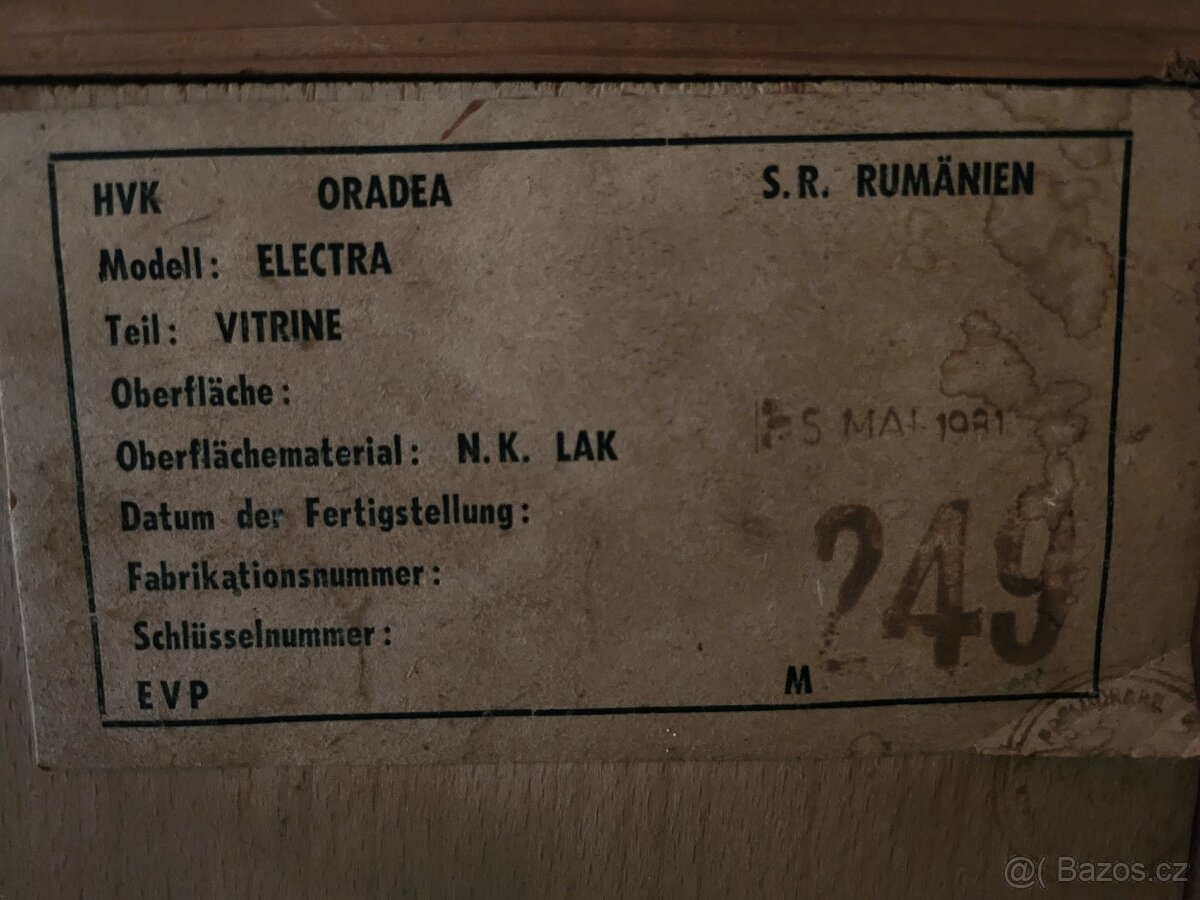 HVK ORADEA S.R. RUMÄNIEN
Modell: ELECTRA
Teil: VITRINE
Oberfläche:
5 MAI 1981
Oberflächematerial: N.K. LAK
Datum der Fertigstellung:
Fabrikationsnummer:
249
Schlüsselnummer:
EVP M
@( Bazos.cz